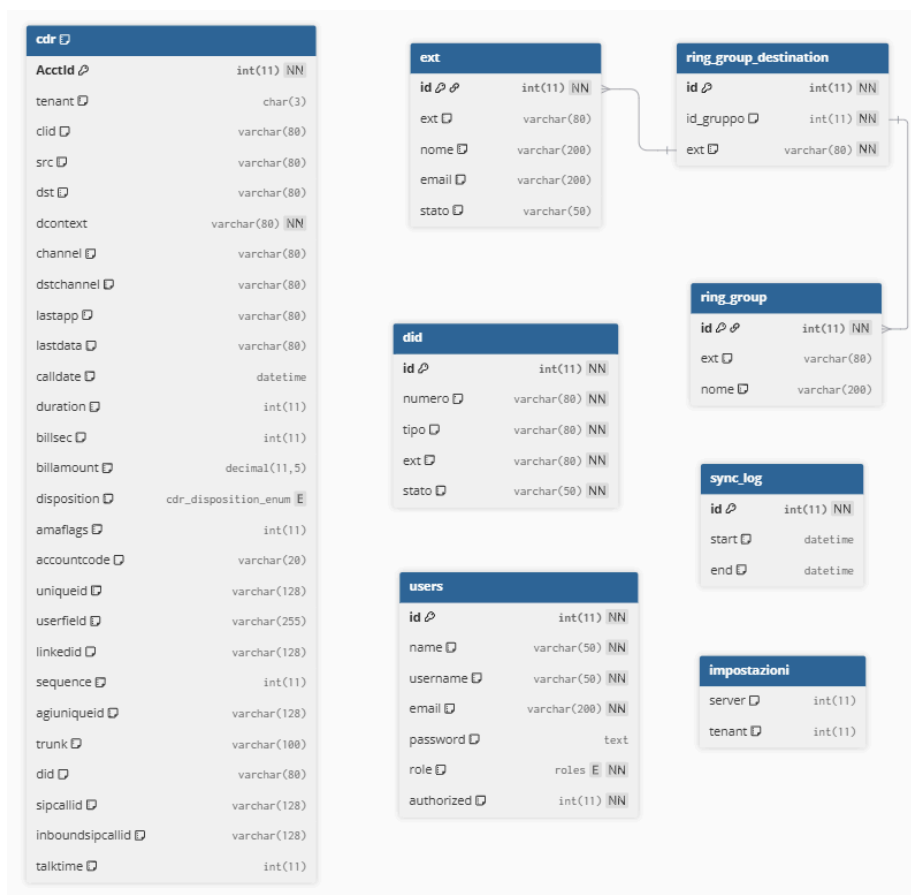 cdr
AcctId int(11) NN
tenant char(3)
clid varchar(80)
src varchar(80)
dst varchar(80)
dcontext varchar(80) NN
channel varchar(80)
dstchannel varchar(80)
lastapp varchar(80)
lastdata varchar(80)
calldate datetime
duration int(11)
billsec int(11)
billamount decimal(11,5)
disposition cdr_disposition_enum E
amaflags int(11)
accountcode varchar(20)
uniqueid varchar(128)
userfield varchar(255)
linkedid varchar(128)
sequence int(11)
agiuniqueid varchar(128)
trunk varchar(100)
did varchar(80)
sipcallid varchar(128)
inboundsipcallid varchar(128)
talktime int(11)
ext
id int(11) NN
ext varchar(80)
nome varchar(200)
email varchar(200)
stato varchar(50)
ring_group_destination
id int(11) NN
id_gruppo int(11) NN
ext varchar(80) NN
did
id int(11) NN
numero varchar(80) NN
tipo varchar(80) NN
ext varchar(80) NN
stato varchar(50) NN
ring_group
id int(11) NN
ext varchar(80)
nome varchar(200)
sync_log
id int(11) NN
start datetime
end datetime
users
id int(11) NN
name varchar(50) NN
username varchar(50) NN
email varchar(200) NN
password text
role roles E NN
authorized int(11) NN
impostazioni
server int(11)
tenant int(11)